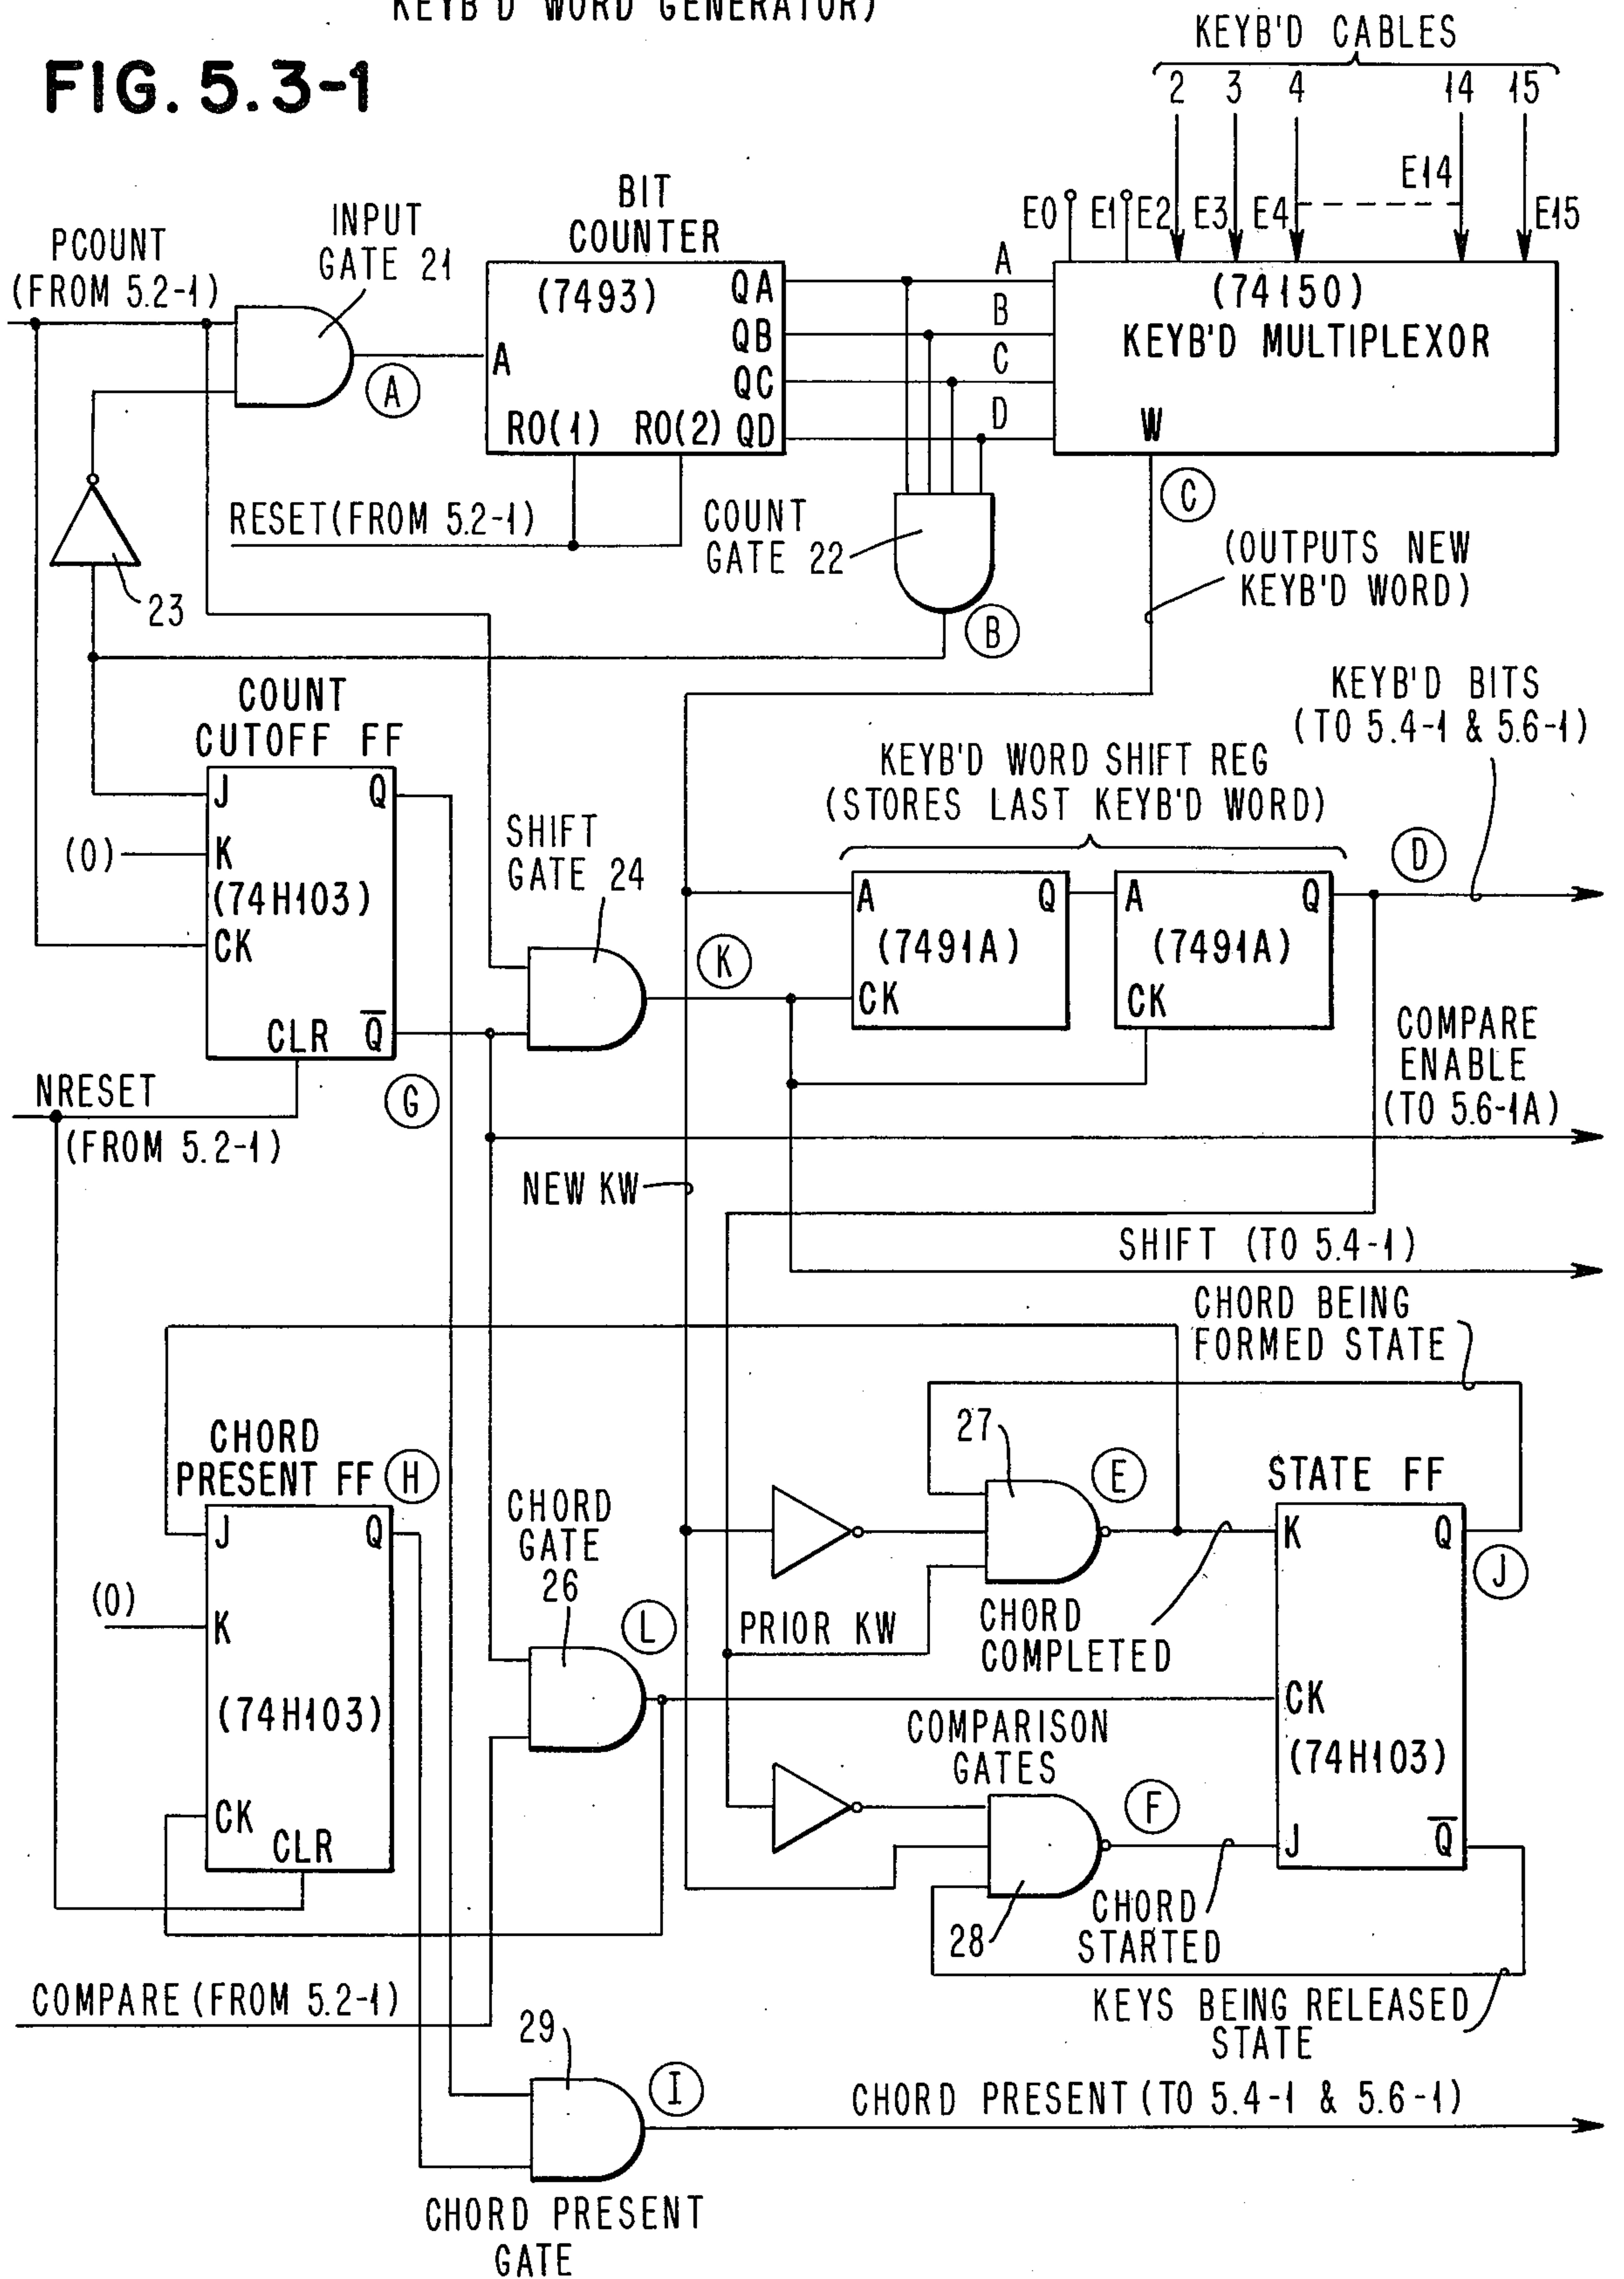 KEYB'D WORD GENERATOR)
FIG. 5.3-1
KEYB'D CABLES
2 3 4 14 15
E0 E1 E2 E3 E4 E14 E15
PCOUNT
(FROM 5.2-1)
INPUT
GATE 21
A
BIT
COUNTER
(7493)
A
QA
QB
QC
QD
RO(1) RO(2)
A
B
C
D
(74150)
KEYB'D MULTIPLEXOR
W
C
RESET(FROM 5.2-1)
COUNT
GATE 22
B
(OUTPUTS NEW
KEYB'D WORD)
23
COUNT
CUTOFF FF
J Q
(0)
K
(74H103)
CK
CLR Q
G
SHIFT
GATE 24
K
KEYB'D BITS
(TO 5.4-1 & 5.6-1)
KEYB'D WORD SHIFT REG
(STORES LAST KEYB'D WORD)
D
A Q
(7491A)
CK
A Q
(7491A)
CK
COMPARE
ENABLE
(TO 5.6-1A)
NRESET
(FROM 5.2-1)
NEW KW
SHIFT (TO 5.4-1)
CHORD BEING
FORMED STATE
CHORD
PRESENT FF
H
J Q
(0)
K
(74H103)
CK
CLR
CHORD
GATE
26
L
27
E
STATE FF
K Q
J
PRIOR KW
CHORD
COMPLETED
CK
(74H103)
COMPARISON
GATES
F
J Q
28
CHORD
STARTED
COMPARE (FROM 5.2-1)
KEYS BEING RELEASED
STATE
29
I
CHORD PRESENT (TO 5.4-1 & 5.6-1)
CHORD PRESENT
GATE